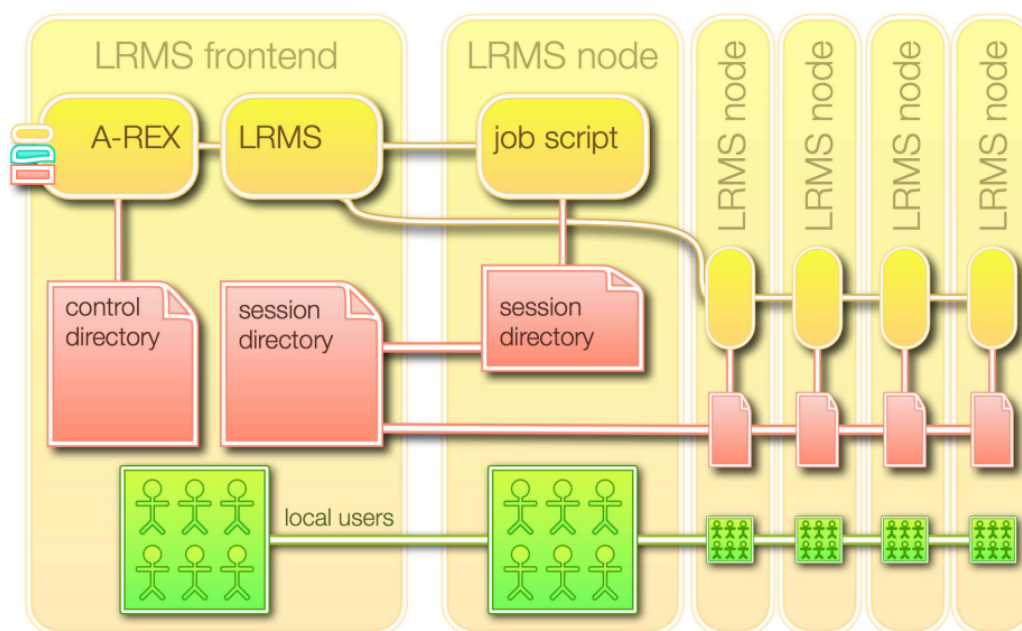 LRMS frontend
LRMS node
LRMS node
LRMS node
LRMS node
LRMS node
A-REX
LRMS
job script
control
directory
session
directory
session
directory
local users